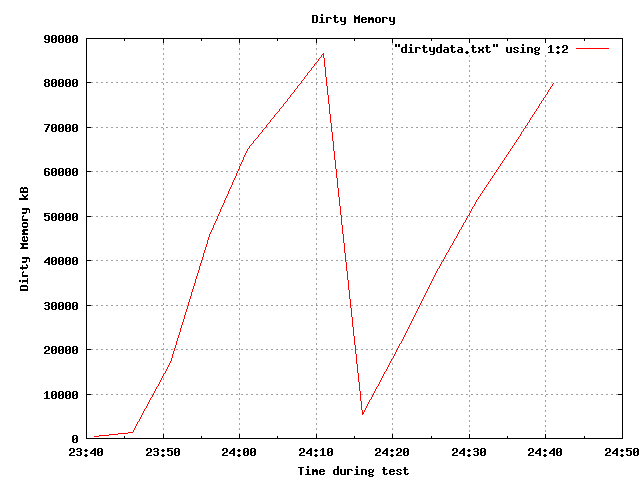 Dirty Memory
"dirtydata.txt" using 1:2
90000
80000
70000
60000
50000
40000
30000
20000
10000
0
Dirty Memory kB
23:40 23:50 24:00 24:10 24:20 24:30 24:40 24:50
Time during test